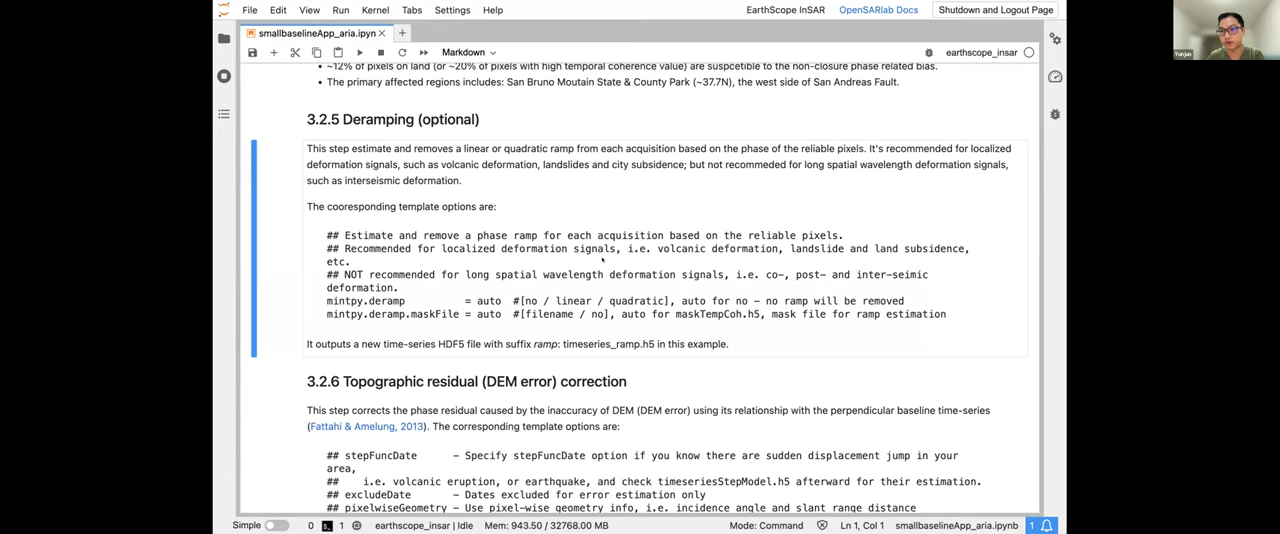 File Edit View Run Kernel Tabs Settings Help EarthScope InSAR OpenSARlab Docs Shutdown and Logout Page
smallbaselineApp_aria.ipyn
Markdown earthscope_insar
~12% of pixels on land (or ~20% of pixels with high temporal coherence value) are suspcetible to the non-closure phase related bias.
The primary affected regions includes: San Bruno Moutain State & County Park (~37.7N), the west side of San Andreas Fault.
3.2.5 Deramping (optional)
This step estimate and removes a linear or quadratic ramp from each acquisition based on the phase of the reliable pixels. It's recommended for localized
deformation signals, such as volcanic deformation, landslides and city subsidence; but not recommeded for long spatial wavelength deformation signals,
such as interseismic deformation.
The cooresponding template options are:
## Estimate and remove a phase ramp for each acquisition based on the reliable pixels.
## Recommended for localized deformation signals, i.e. volcanic deformation, landslide and land subsidence,
etc.
## NOT recommended for long spatial wavelength deformation signals, i.e. co-, post- and inter-seimic
deformation.
mintpy.deramp = auto #[no / linear / quadratic], auto for no - no ramp will be removed
mintpy.deramp.maskFile = auto #[filename / no], auto for maskTempCoh.h5, mask file for ramp estimation
It outputs a new time-series HDF5 file with suffix ramp: timeseries_ramp.h5 in this example.
3.2.6 Topographic residual (DEM error) correction
This step corrects the phase residual caused by the inaccuracy of DEM (DEM error) using its relationship with the perpendicular baseline time-series
(Fattahi & Amelung, 2013). The corresponding template options are:
## stepFuncDate - Specify stepFuncDate option if you know there are sudden displacement jump in your
area,
## i.e. volcanic eruption, or earthquake, and check timeseriesStepModel.h5 afterward for their estimation.
## excludeDate - Dates excluded for error estimation only
## pixelwiseGeometry - Use pixel-wise geometry info, i.e. incidence angle and slant range distance
Simple 0 1 earthscope_insar | Idle Mem: 943.50 / 32768.00 MB Mode: Command Ln 1, Col 1 smallbaselineApp_aria.ipynb 1
Yunjun